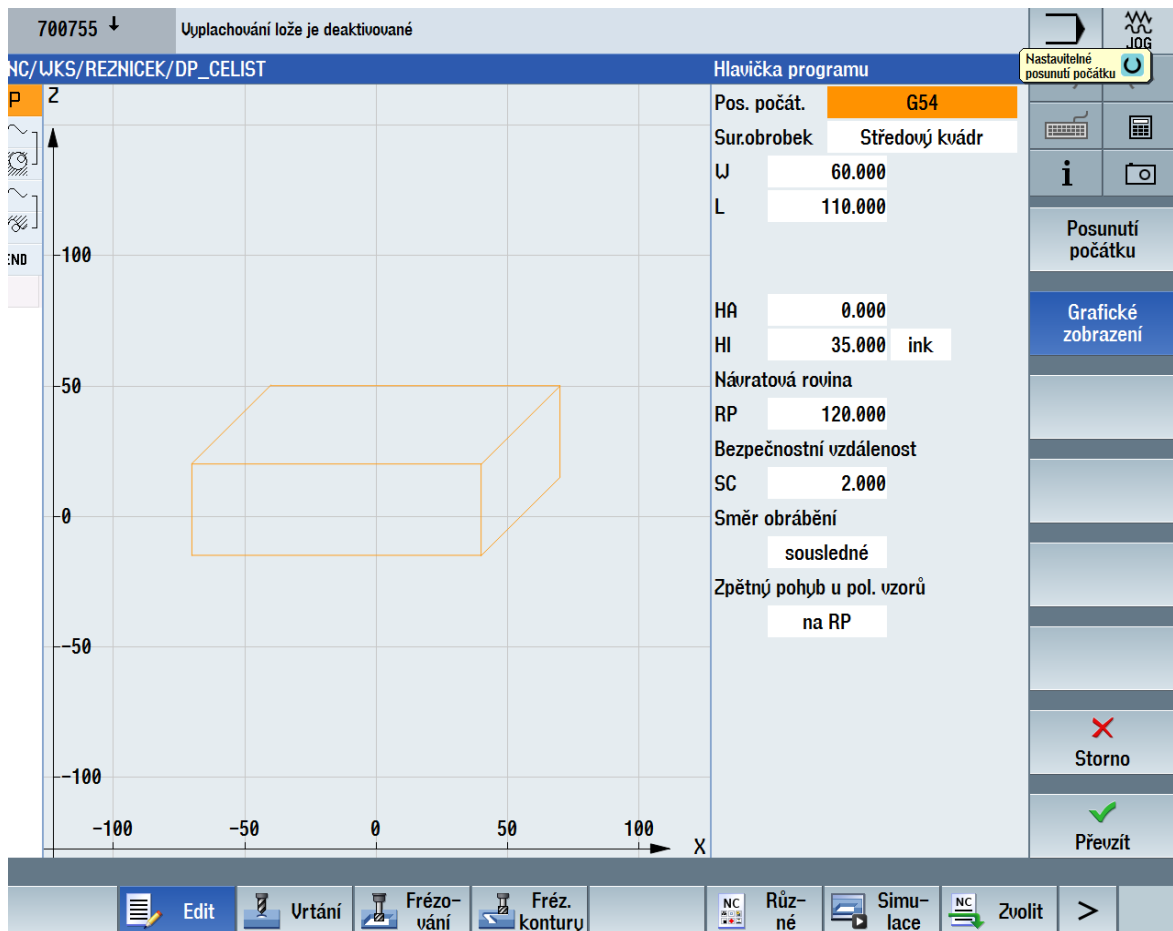 700755 Vyplachování lože je deaktivované
JOG
NC/WKS/REZNICEK/DP_CELIST
Hlavička programu
Nastavitelné
posunutí počátku
P
Z
Pos. počát. G54
Sur.obrobek Středový kvádr
W 60.000
L 110.000
i
Posunutí
počátku
100
END
HA 0.000
HI 35.000 ink
Grafické
zobrazení
50
Návratová rovina
RP 120.000
Bezpečnostní vzdálenost
SC 2.000
0
Směr obrábění
sousledné
Zpětný pohyb u pol. vzorů
na RP
-50
Storno
-100
-100 -50 0 50 100
X
Převzít
Edit
Vrtání
Frézo-
vání
Fréz.
kontury
NC
Růz-
né
Simu-
lace
NC
Zvolit
>